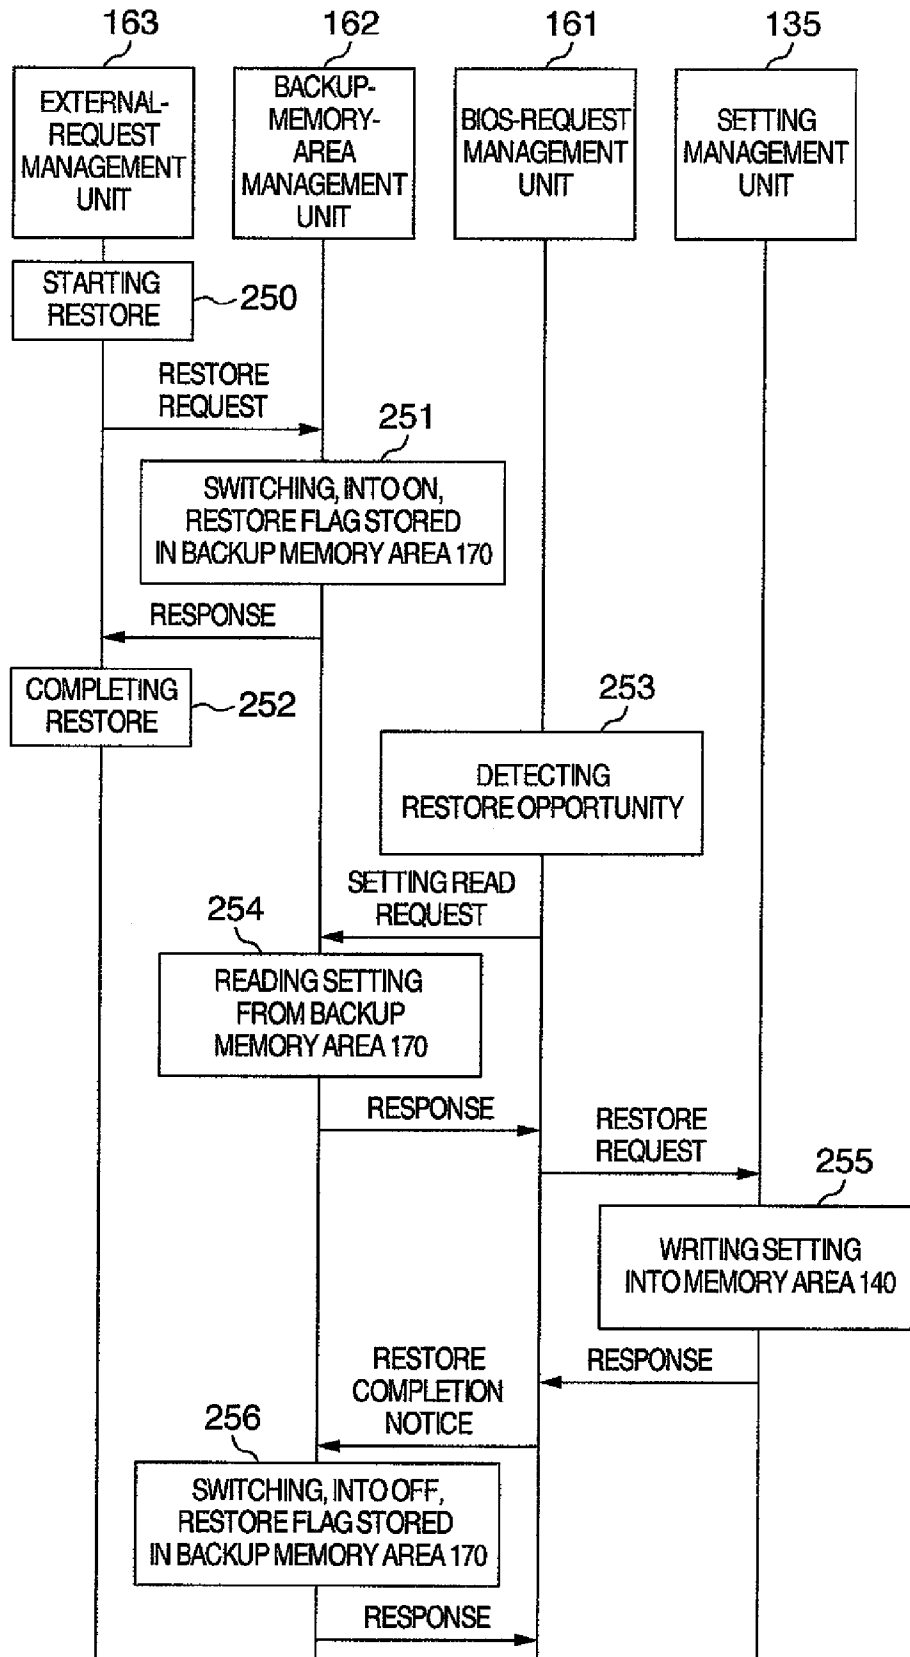 163
162
161
135
EXTERNAL-
REQUEST
MANAGEMENT
UNIT
BACKUP-
MEMORY-
AREA
MANAGEMENT
UNIT
BIOS-REQUEST
MANAGEMENT
UNIT
SETTING
MANAGEMENT
UNIT
STARTING
RESTORE
250
RESTORE
REQUEST
251
SWITCHING, INTO ON,
RESTORE FLAG STORED
IN BACKUP MEMORY AREA 170
RESPONSE
COMPLETING
RESTORE
252
253
DETECTING
RESTORE OPPORTUNITY
SETTING READ
REQUEST
254
READING SETTING
FROM BACKUP
MEMORY AREA 170
RESPONSE
RESTORE
REQUEST
255
WRITING SETTING
INTO MEMORY AREA 140
RESPONSE
RESTORE
COMPLETION
NOTICE
256
SWITCHING, INTO OFF,
RESTORE FLAG STORED
IN BACKUP MEMORY AREA 170
RESPONSE